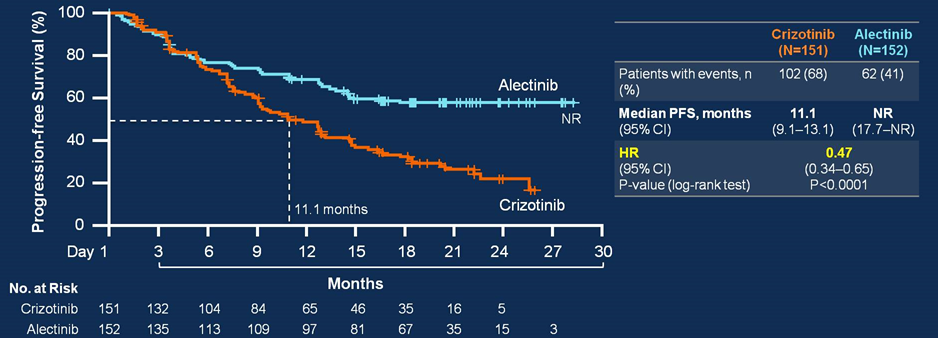 Progression-free Survival (%)
100
80
60
40
20
0
Alectinib
NR
Crizotinib
11.1 months
Day 1 3 6 9 12 15 18 21 24 27 30
Months
No. at Risk
Crizotinib 151 132 104 84 65 46 35 16 5
Alectinib 152 135 113 109 97 81 67 35 15 3
Crizotinib Alectinib
(N=151) (N=152)
Patients with events, n 102 (68) 62 (41)
(%)
Median PFS, months 11.1 NR
(95% CI) (9.1–13.1) (17.7–NR)
HR 0.47
(95% CI) (0.34–0.65)
P-value (log-rank test) P<0.0001